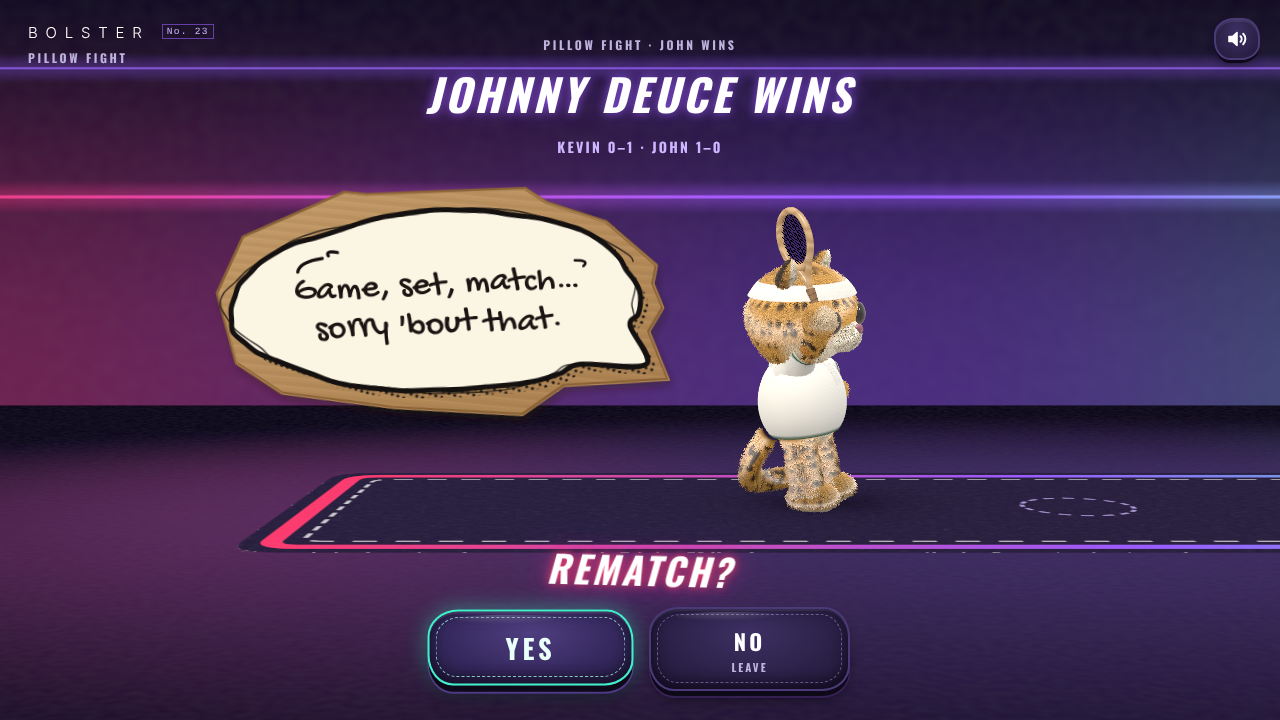 BOLSTER No. 23
PILLOW FIGHT
PILLOW FIGHT · JOHN WINS
JOHNNY DEUCE WINS
KEVIN 0–1 · JOHN 1–0
Game, set, match...
sorry 'bout that.
REMATCH?
YES
NO
LEAVE